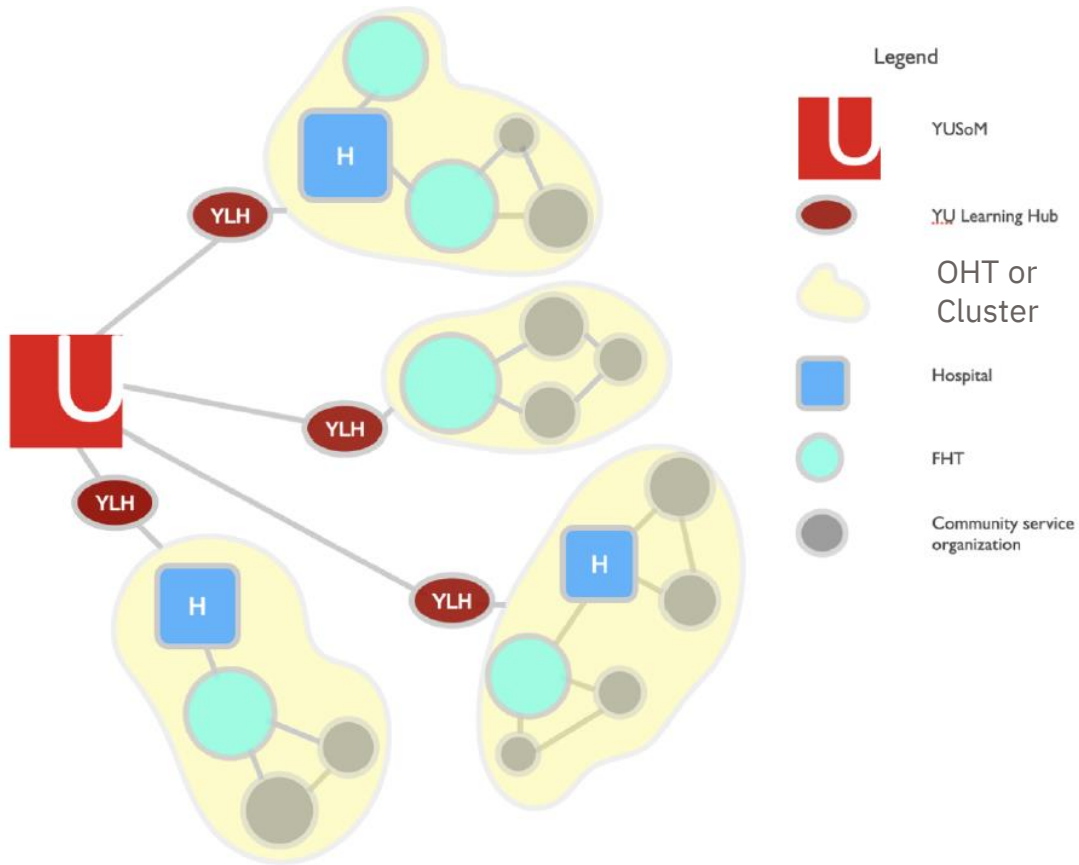 Legend
U
YUSoM
YU Learning Hub
OHT or
Cluster
Hospital
FHT
Community service
organization
H
YLH
U
YLH
YLH
H
YLH
H